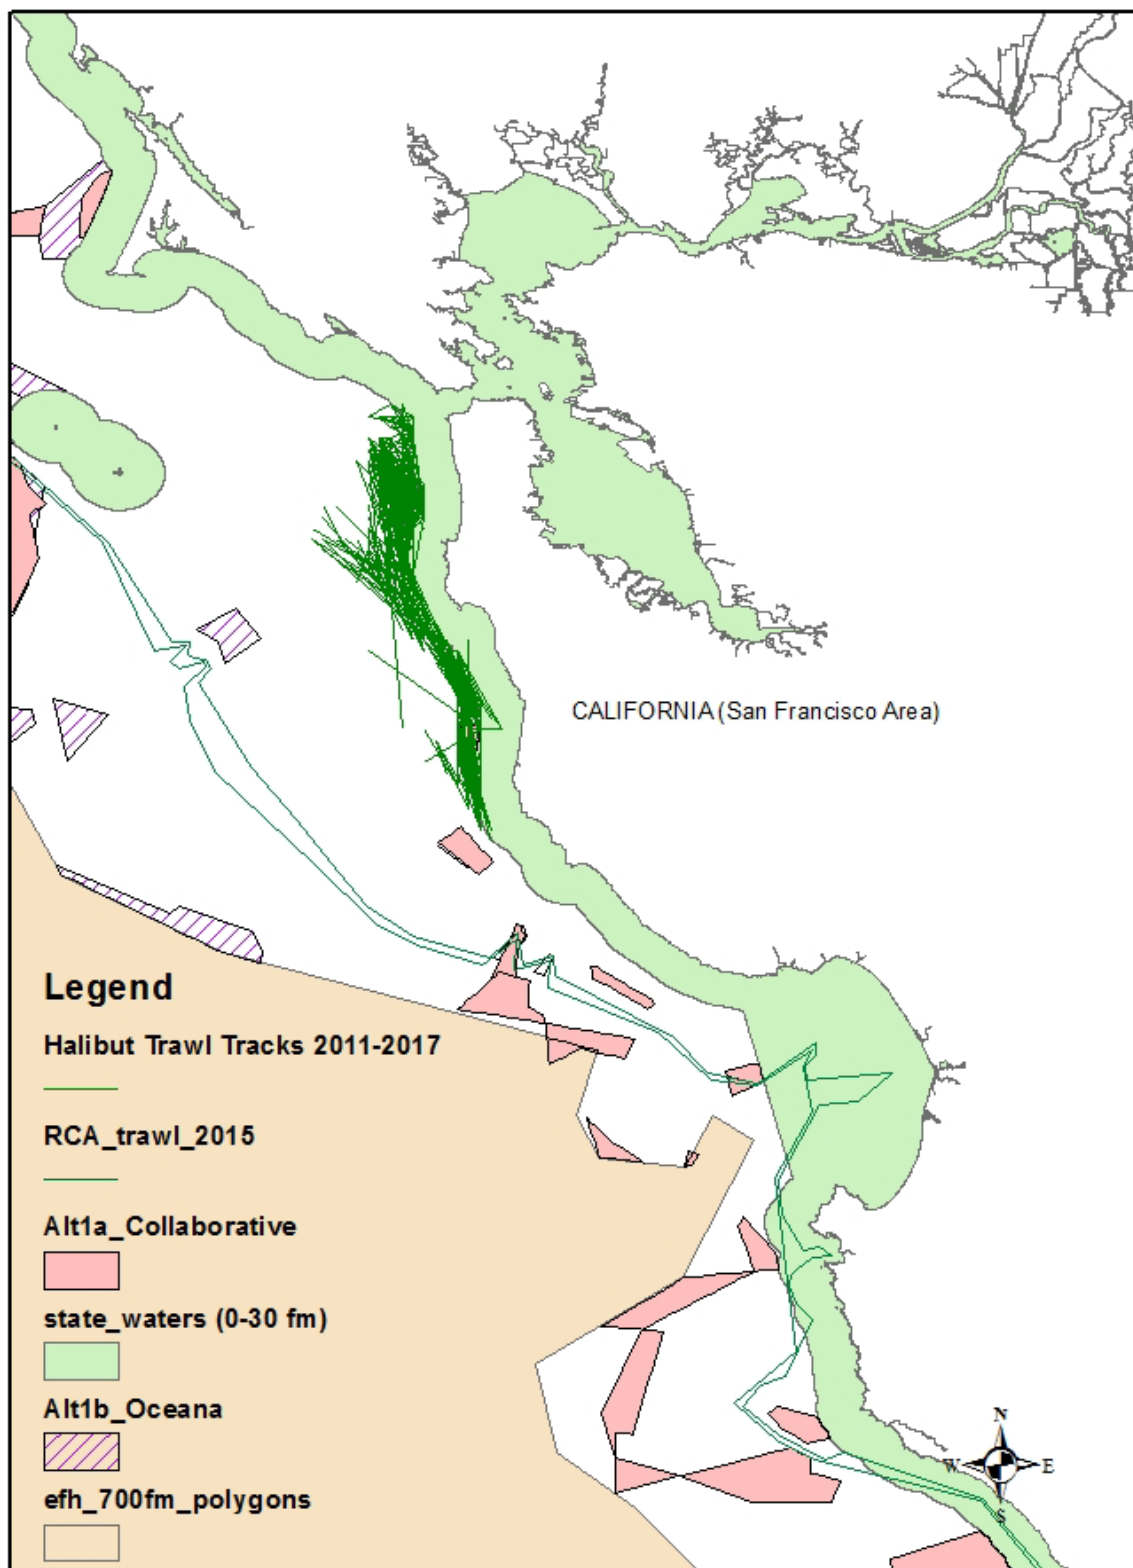 CALIFORNIA (San Francisco Area)
Legend
Halibut Trawl Tracks 2011-2017
RCA_trawl_2015
Alt1a_Collaborative
state_waters (0-30 fm)
Alt1b_Oceana
efh_700fm_polygons
N
W E
S